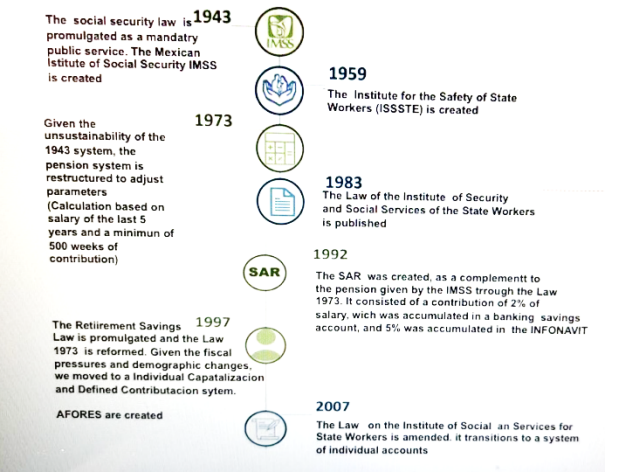 1943
The social security law is
promulgated as a mandatry
public service. The Mexican
Istitute of Social Security IMSS
is created
IMSS
1959
The Institute for the Safety of State
Workers (ISSSTE) is created
1973
Given the
unsustainability of the
1943 system, the
pension system is
restructured to adjust
parameters
(Calculation based on
salary of the last 5
years and a minimun of
500 weeks of
contribution)
1983
The Law of the Institute of Security
and Social Services of the State Workers
is published
1992
SAR
The SAR was created, as a complementt to
the pension given by the IMSS trrough the Law
1973. It consisted of a contribution of 2% of
salary, wich was accumulated in a banking savings
account, and 5% was accumulated in the INFONAVIT
1997
The Retiirement Savings
Law is promulgated and the Law
1973 is reformed. Given the fiscal
pressures and demographic changes,
we moved to a Individual Capatalizacion
and Defined Contributacion sytem.
AFORES are created
2007
The Law on the Institute of Social an Services for
State Workers is amended. it transitions to a system
of individual accounts